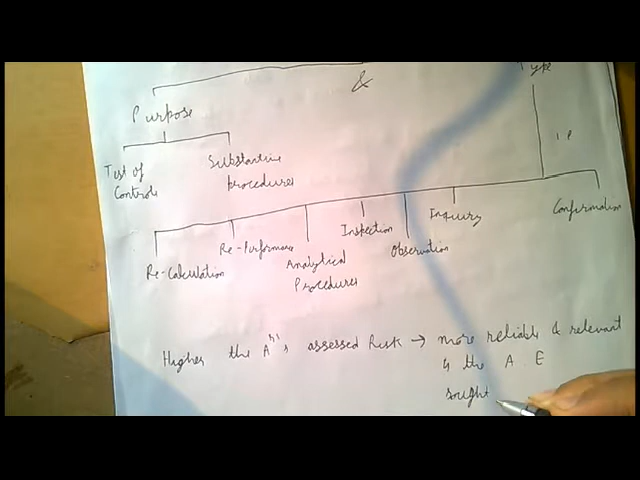 &
Type
Purpose
Test of
Controls
Substantive
procedures
Re-Calculation
Re-Performance
Analytical
Procedures
Inspection
Observation
Inquiry
Confirmation
Higher the A's assessed Risk → more reliable & relevant
is the A E
sought